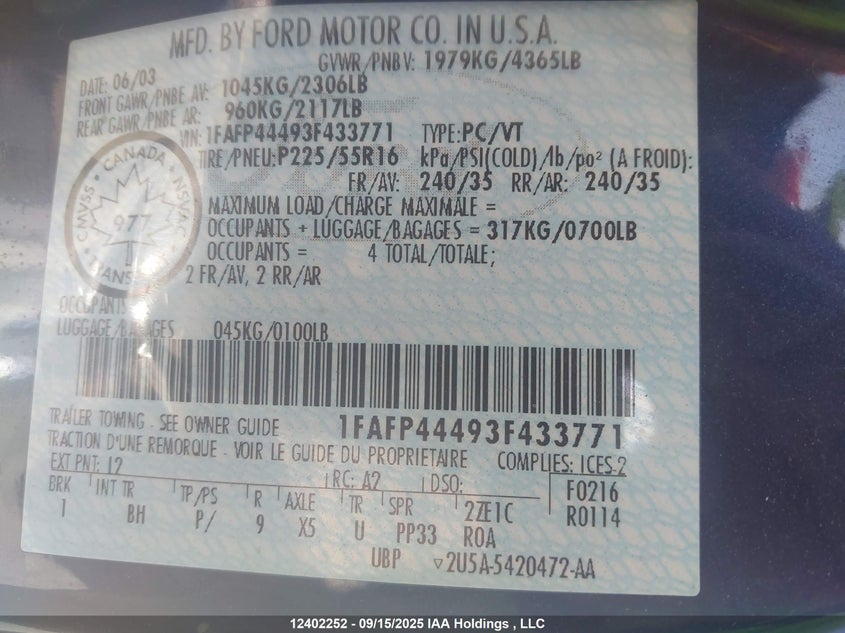 MFD. BY FORD MOTOR CO. IN U.S.A.
GVWR/PNBV: 1979KG/4365LB
DATE: 06/03
FRONT GAWR/PNBE AV: 1045KG/2306LB
REAR GAWR/PNBE AR: 960KG/2117LB
VIN: 1FAFP44493F433771 TYPE:PC/VT
TIRE/PNEU:P225/55R16 kPa/PSI(COLD)/lb/po² (A FROID):
FR/AV: 240/35 RR/AR: 240/35
CANADA
CMVSS
977
MAXIMUM LOAD/CHARGE MAXIMALE =
OCCUPANTS + LUGGAGE/BAGAGES = 317KG/0700LB
OCCUPANTS = 4 TOTAL/TOTALE;
2 FR/AV, 2 RR/AR
OCCUPANTS
LUGGAGE/BAGAGES 045KG/0100LB
TRAILER TOWING - SEE OWNER GUIDE 1FAFP44493F433771
TRACTION D'UNE REMORQUE - VOIR LE GUIDE DU PROPRIETAIRE COMPLIES: ICES-2
EXT PNT: 12 RC: A2 DSO: F0216
BRK INT TR TP/PS R AXLE TR SPR 2ZE1C R0114
1 BH P/ 9 X5 U PP33 ROA
UBP ▽2U5A-5420472-AA
12402252 - 09/15/2025 IAA Holdings , LLC